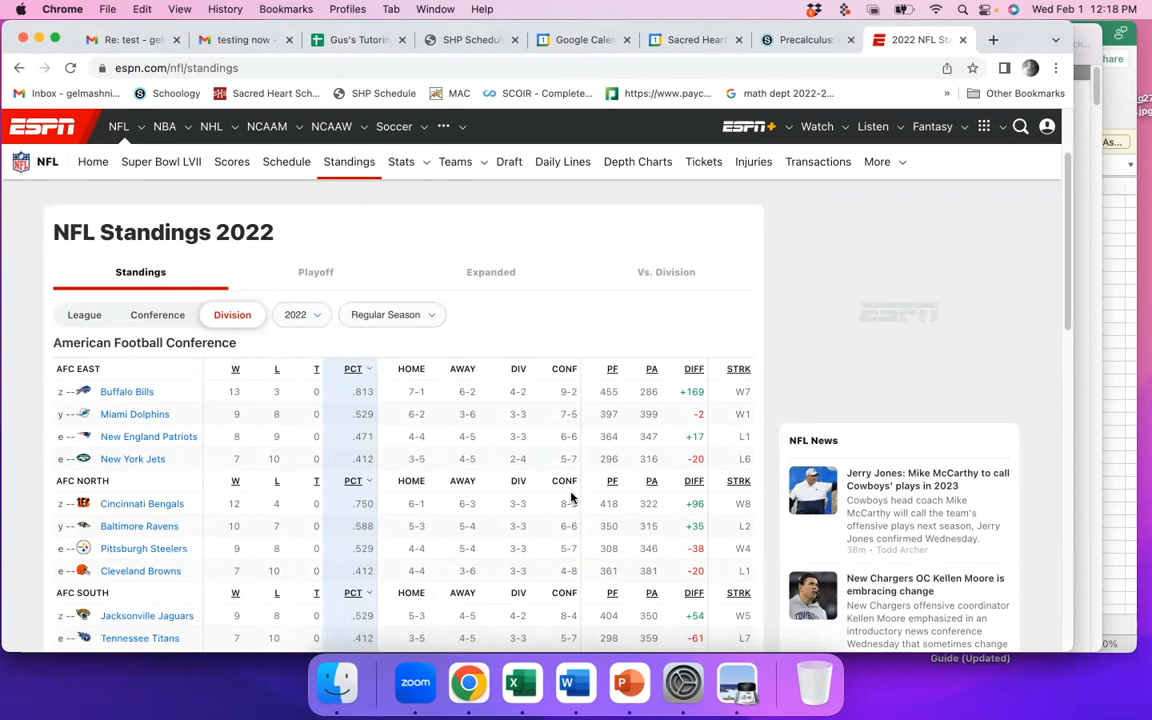 Chrome File Edit View History Bookmarks Profiles Tab Window Help Wed Feb 1 12:18 PM
Re: test - gel testing now - Gus's Tutorin SHP Schedul Google Caler Sacred Heart Precalculus: 2022 NFL Sta
espn.com/nfl/standings
Inbox - gelmashni... Schoology Sacred Heart Sch... SHP Schedule MAC SCOIR - Complete... https://www.payc... math dept 2022-2... » Other Bookmarks
hare
As...
.jpg
ESPN NFL NBA NHL NCAAM NCAAW Soccer ••• ESPN+ Watch Listen Fantasy
NFL Home Super Bowl LVII Scores Schedule Standings Stats Teams Draft Daily Lines Depth Charts Tickets Injuries Transactions More
NFL Standings 2022
Standings Playoff Expanded Vs. Division
League Conference Division 2022 Regular Season
American Football Conference
AFC EAST W L T PCT HOME AWAY DIV CONF PF PA DIFF STRK
z -- Buffalo Bills 13 3 0 .813 7-1 6-2 4-2 9-2 455 286 +169 W7
y -- Miami Dolphins 9 8 0 .529 6-2 3-6 3-3 7-5 397 399 -2 W1
e -- New England Patriots 8 9 0 .471 4-4 4-5 3-3 6-6 364 347 +17 L1
e -- New York Jets 7 10 0 .412 3-5 4-5 2-4 5-7 296 316 -20 L6
AFC NORTH W L T PCT HOME AWAY DIV CONF PF PA DIFF STRK
z -- Cincinnati Bengals 12 4 0 .750 6-1 6-3 3-3 8-3 418 322 +96 W8
y -- Baltimore Ravens 10 7 0 .588 5-3 5-4 3-3 6-6 350 315 +35 L2
e -- Pittsburgh Steelers 9 8 0 .529 4-4 5-4 3-3 5-7 308 346 -38 W4
e -- Cleveland Browns 7 10 0 .412 4-4 3-6 3-3 4-8 361 381 -20 L1
AFC SOUTH W L T PCT HOME AWAY DIV CONF PF PA DIFF STRK
z -- Jacksonville Jaguars 9 8 0 .529 5-3 4-5 4-2 8-4 404 350 +54 W5
e -- Tennessee Titans 7 10 0 .412 3-5 4-5 3-3 5-7 298 359 -61 L7
ESPN
NFL News
Jerry Jones: Mike McCarthy to call
Cowboys' plays in 2023
Cowboys head coach Mike
McCarthy will call the team's
offensive plays next season, Jerry
Jones confirmed Wednesday.
38m • Todd Archer
New Chargers OC Kellen Moore is
embracing change
New Chargers offensive coordinator
Kellen Moore emphasized in an
introductory news conference
Wednesday that sometimes change
0%
Guide (Updated)
zoom